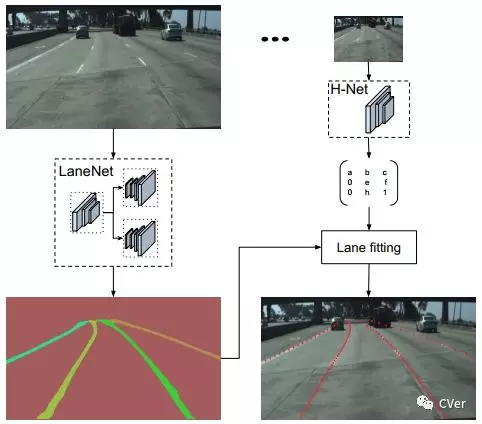 H-Net
LaneNet
a b c
0 e f
0 h 1
Lane fitting
CVer